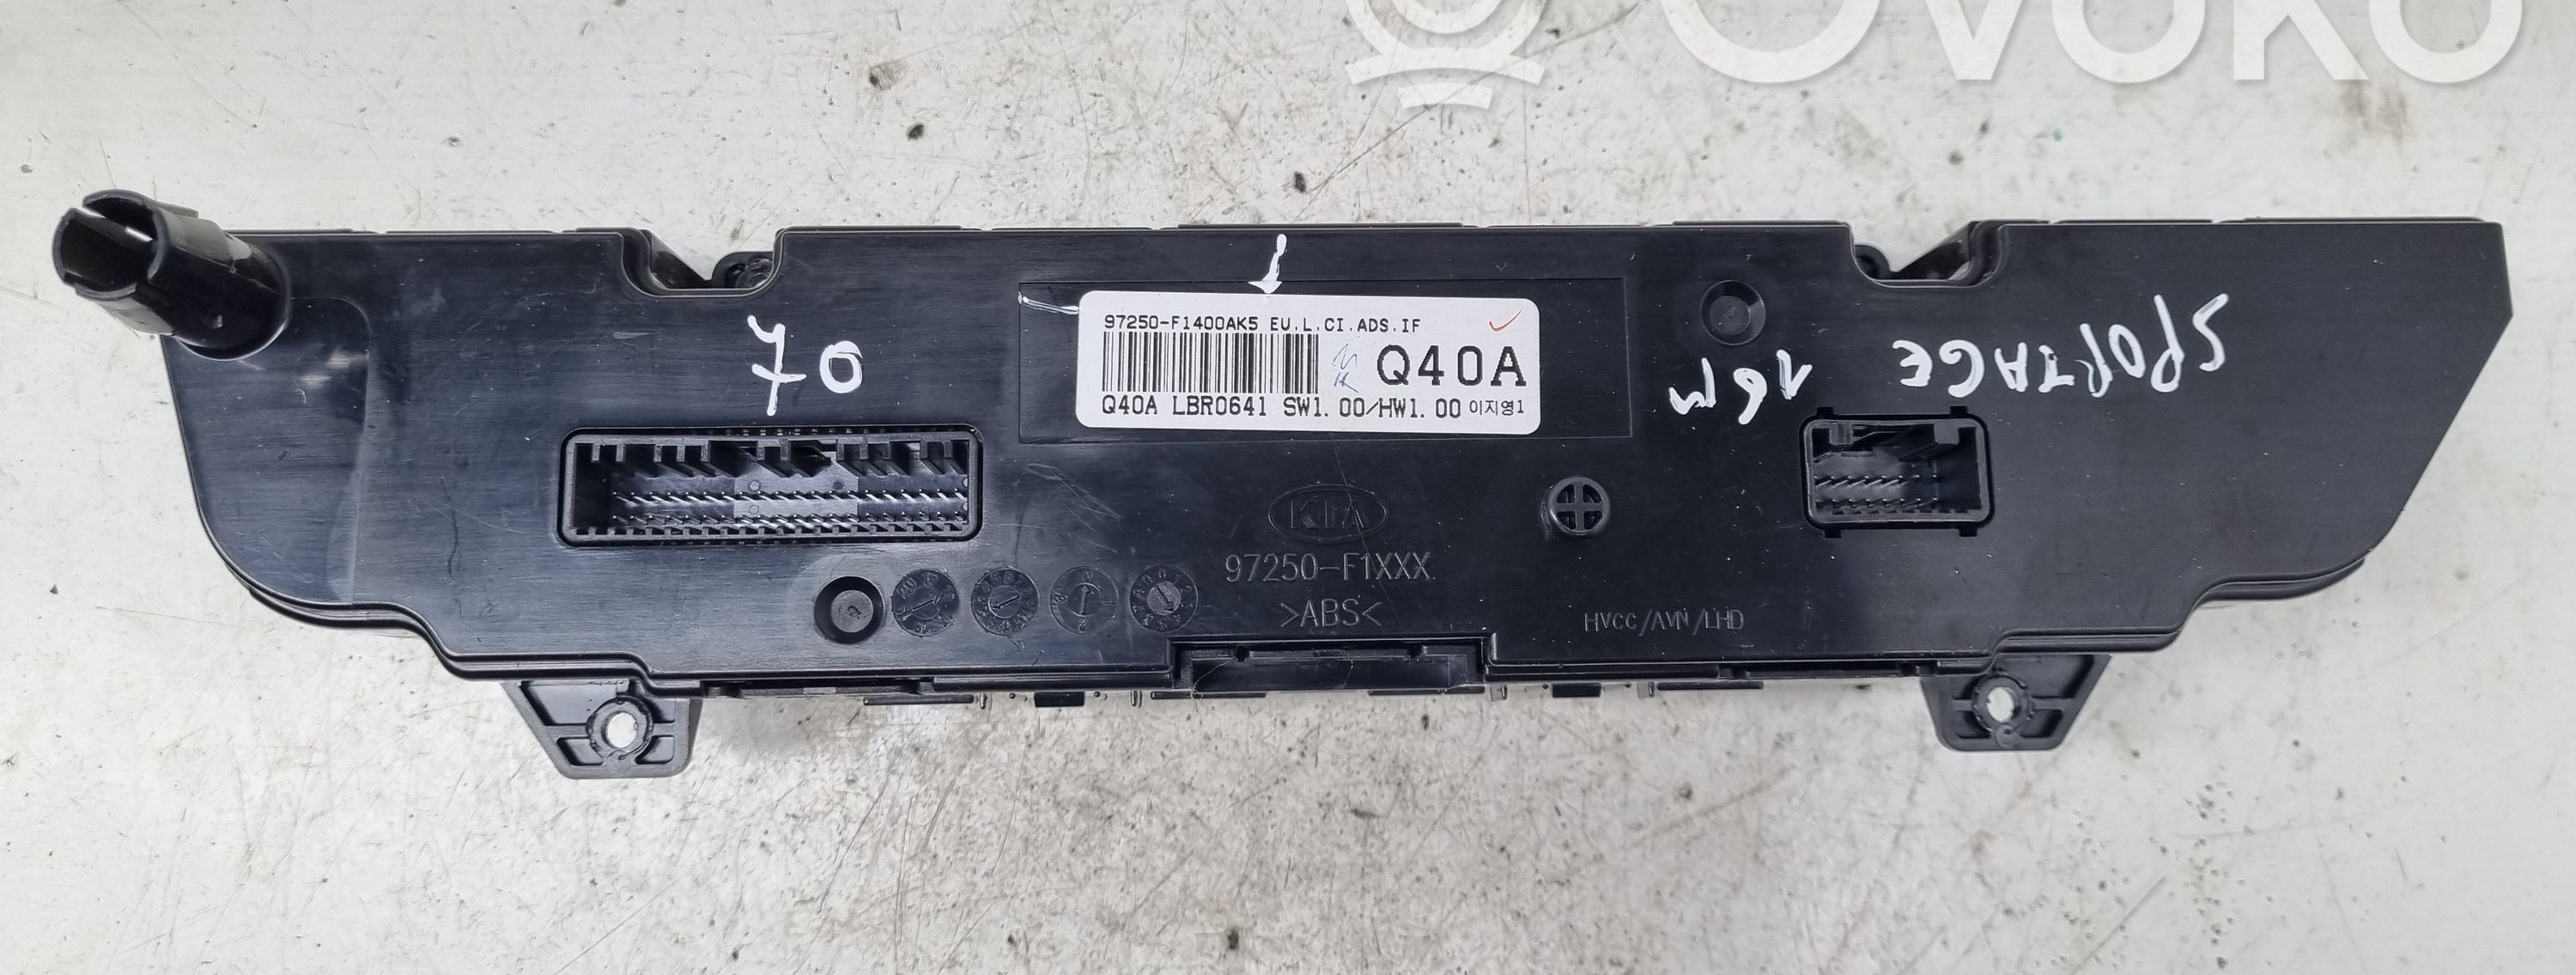 OVOKO
97250-F1400AK5 EU.L.CI.ADS.IF
Q40A
Q40A LBR0641 SW1.00/HW1.00 이지영1
70
SPORTAGE 16m
KIA
97250-F1XXX
>ABS<
HVCC/AVN/LHD